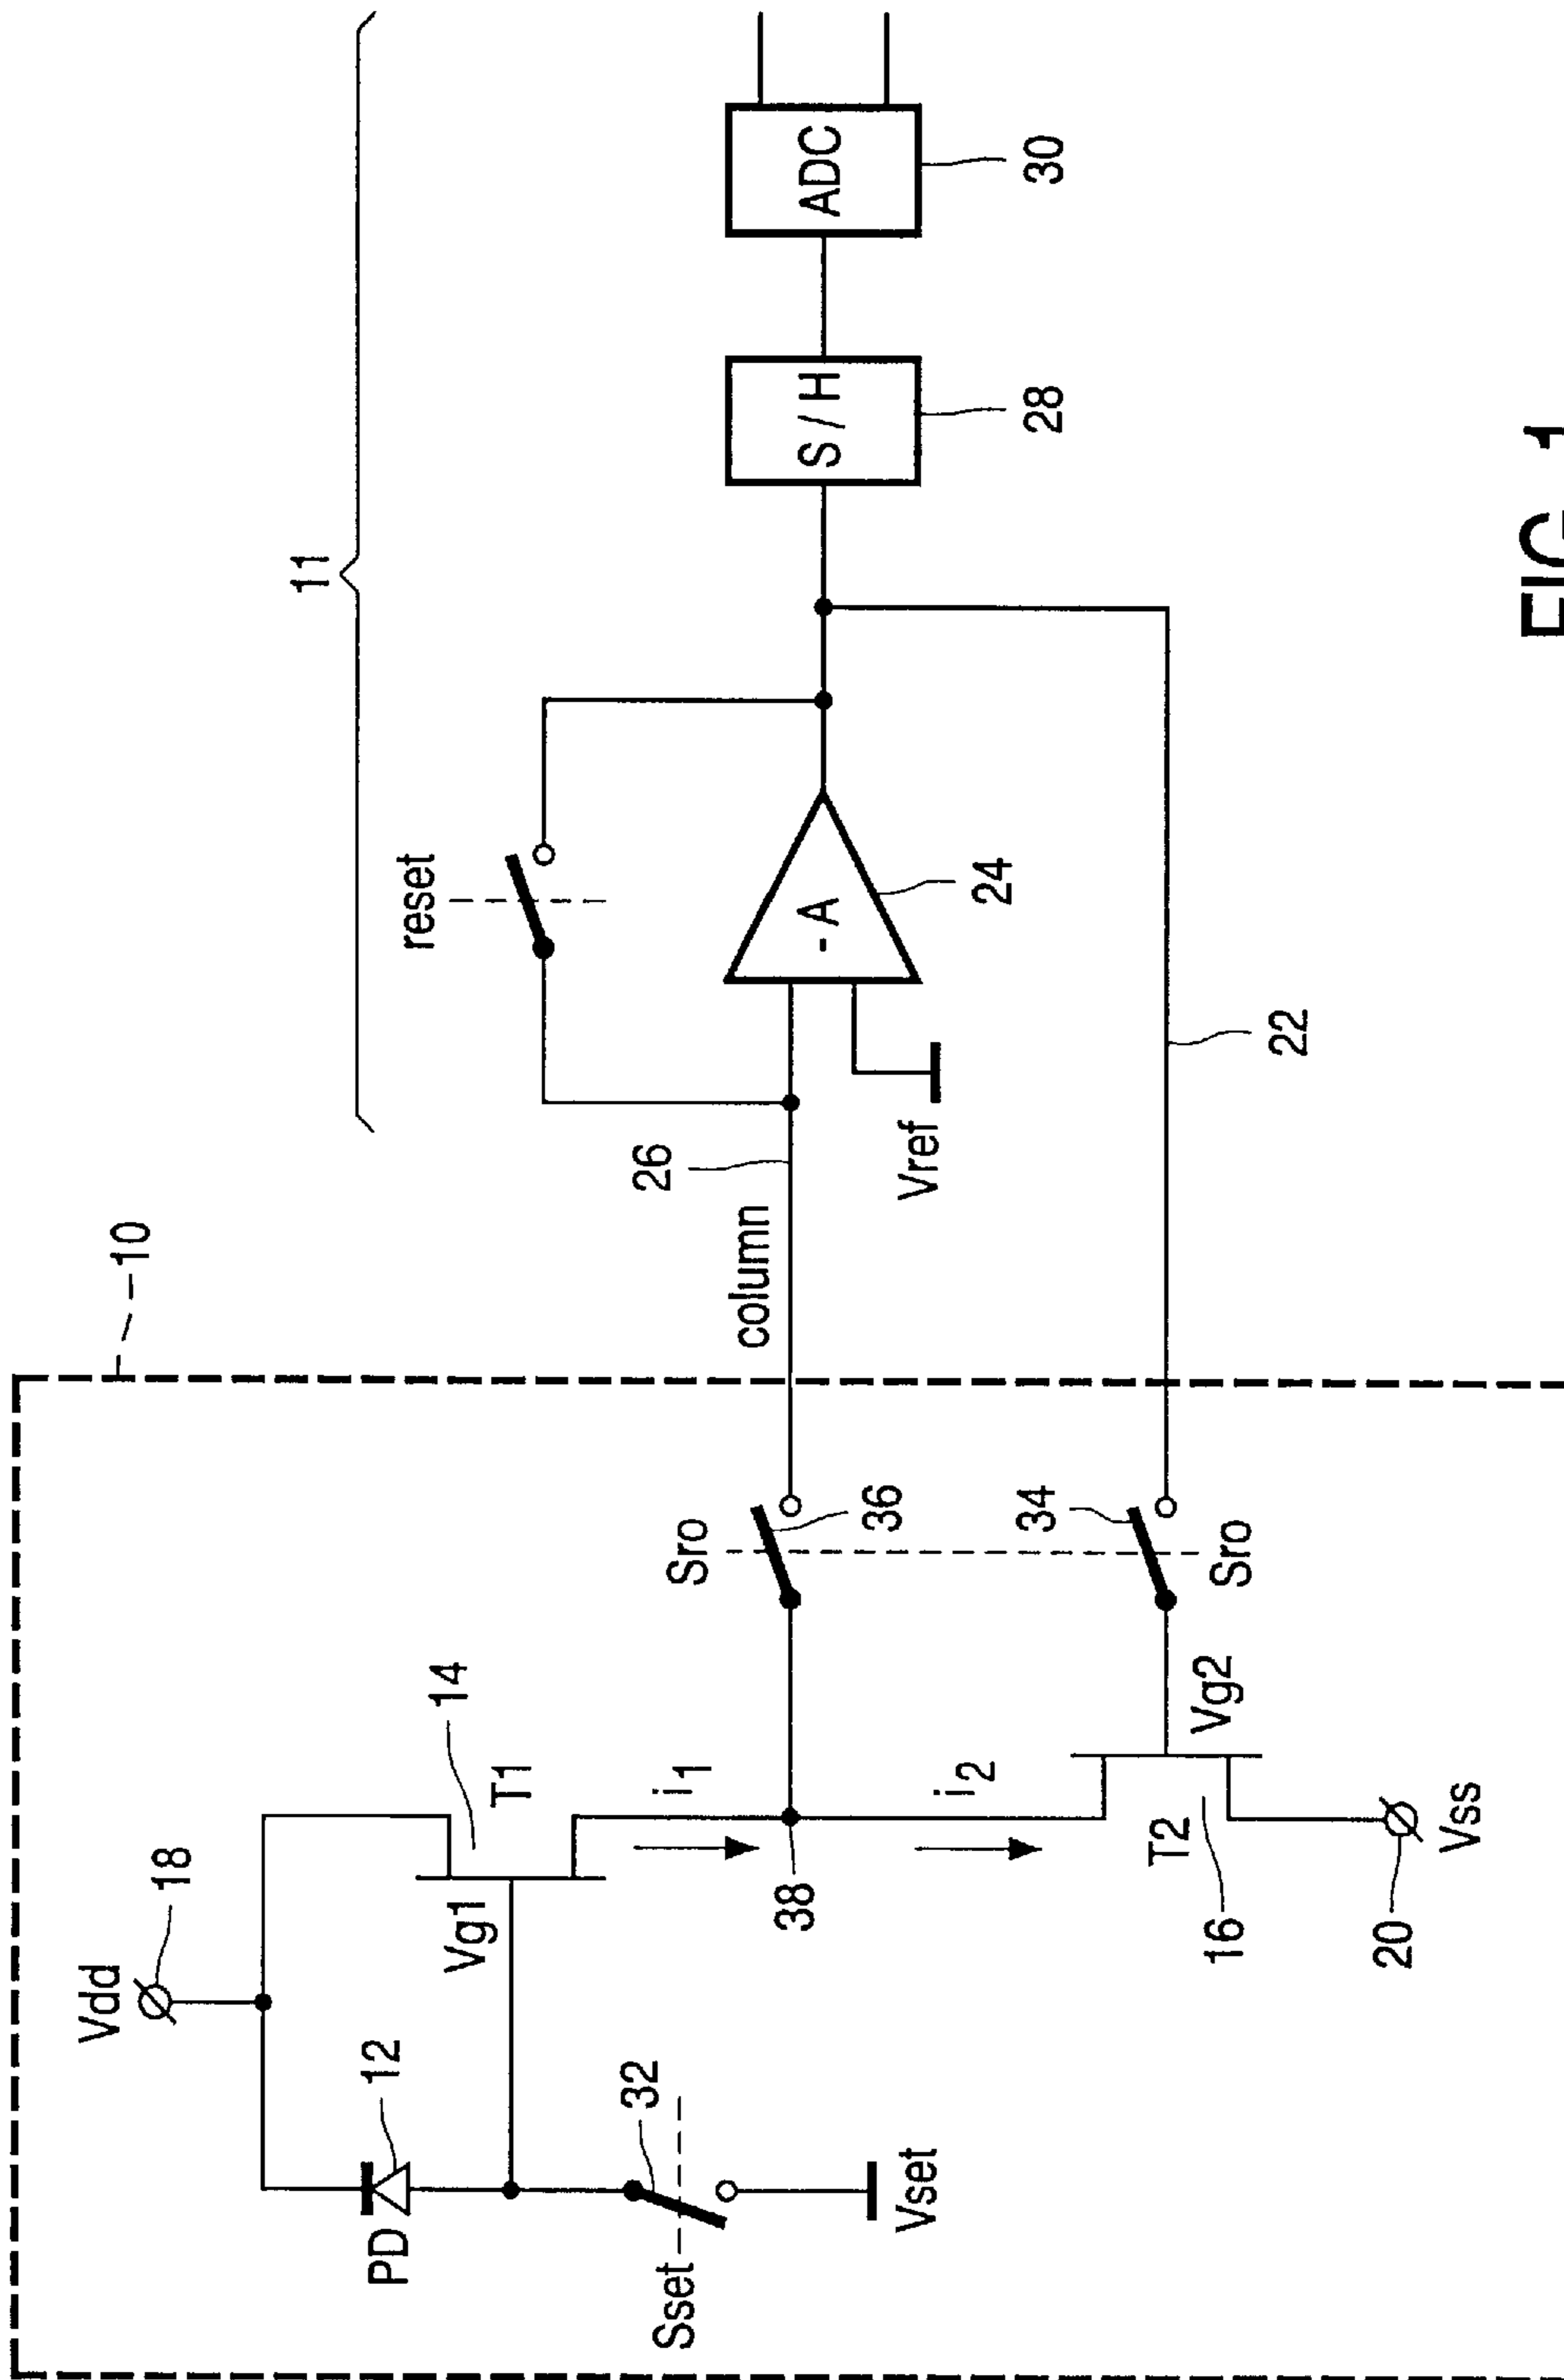 10
11
Vdd
18
PD
12
Vg1
14
T1
Sset
32
Vset
i1
38
i2
T2
16
Vg2
20
Vss
Sro
36
34
Sro
column
26
reset
Vref
-A
24
22
S / H
28
ADC
30
FIG. 1